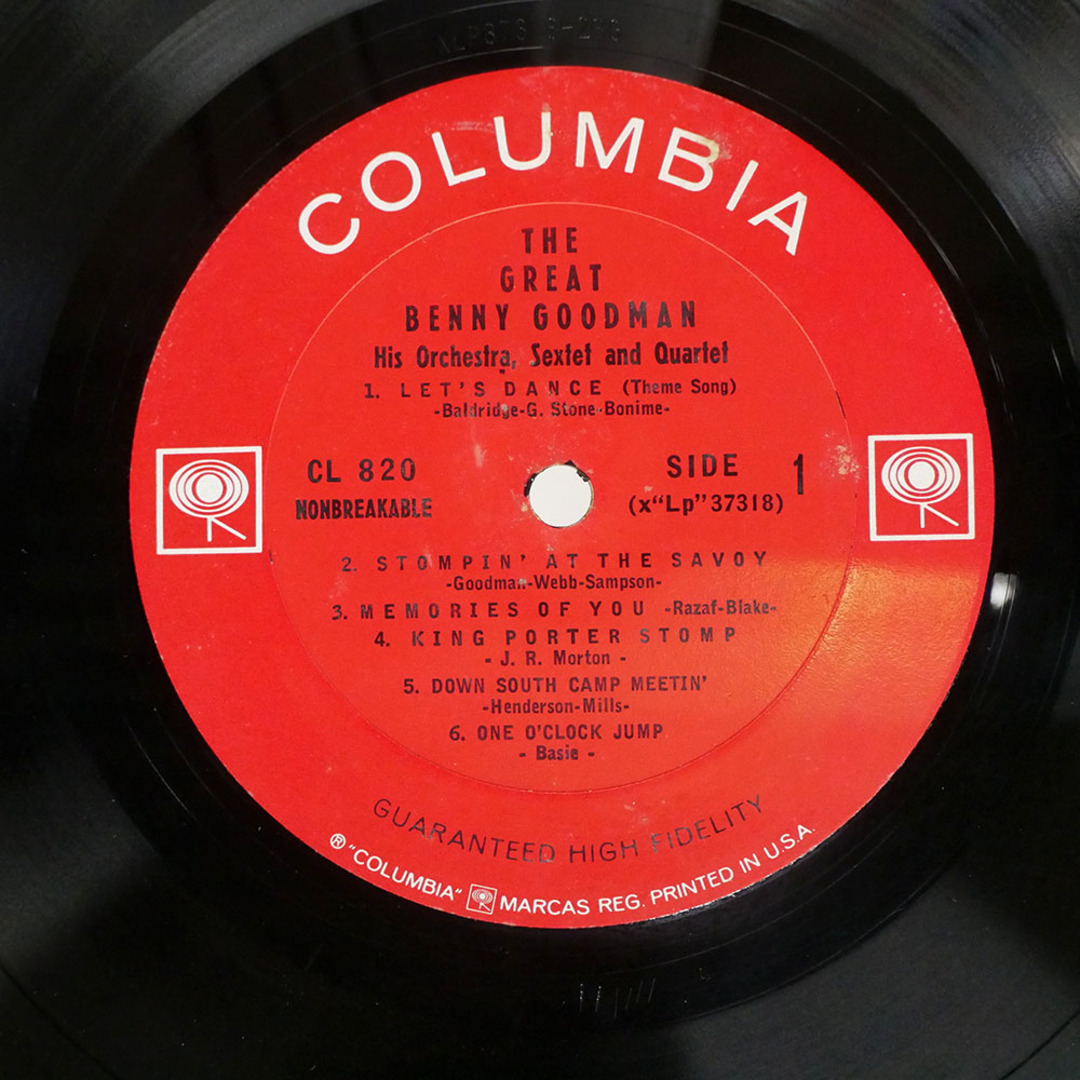 COLUMBIA
THE
GREAT
BENNY GOODMAN
His Orchestra, Sextet and Quartet
1. LET'S DANCE (Theme Song)
-Baldridge-G. Stone-Bonime-
CL 820
NONBREAKABLE
SIDE 1
(x"Lp"37318)
2. STOMPIN' AT THE SAVOY
-Goodman-Webb-Sampson-
3. MEMORIES OF YOU -Razaf-Blake-
4. KING PORTER STOMP
- J. R. Morton -
5. DOWN SOUTH CAMP MEETIN'
-Henderson-Mills-
6. ONE O'CLOCK JUMP
- Basie -
GUARANTEED HIGH FIDELITY
® "COLUMBIA" MARCAS REG. PRINTED IN U.S.A.